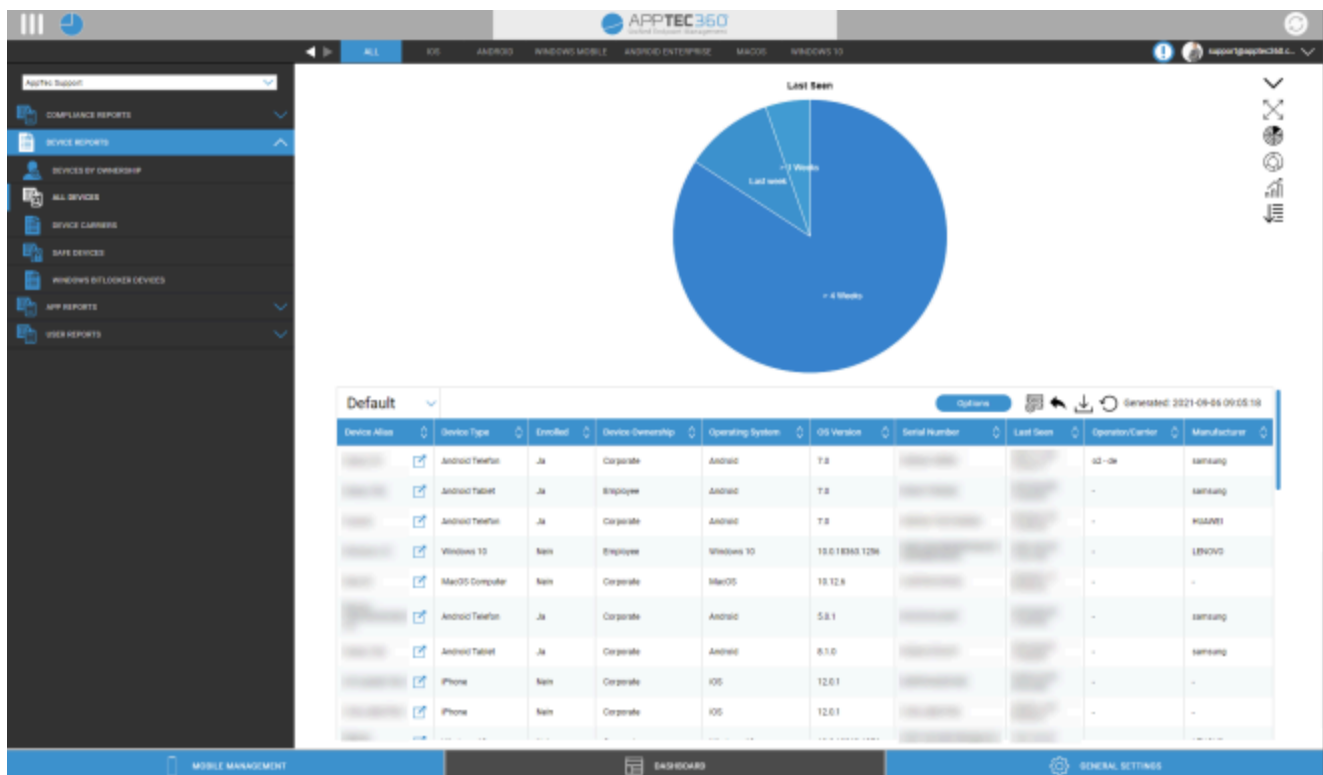 APPTEC360
Unified Endpoint Management
ALL IOS ANDROID WINDOWS MOBILE ANDROID ENTERPRISE MACOS WINDOWS 10
support@apptec360.c...
AppTec Support
COMPLIANCE REPORTS
DEVICE REPORTS
DEVICES BY OWNERSHIP
ALL DEVICES
DEVICE CARRIERS
SAFE DEVICES
WINDOWS BITLOCKER DEVICES
APP REPORTS
USER REPORTS
Last Seen
Weeks
Last week
4 Weeks
Default
Options
Generated: 2021-09-06 09:05:18
Device Alias Device Type Enrolled Device Ownership Operating System OS Version Serial Number Last Seen Operator/Carrier Manufacturer
Android Telefon Ja Corporate Android 7.0 o2 - de samsung
Android Tablet Ja Employee Android 7.0 - samsung
Android Telefon Ja Corporate Android 7.0 - HUAWEI
Windows 10 Nein Employee Windows 10 10.0.18363.1256 - LENOVO
MacOS Computer Nein Corporate MacOS 10.12.6 - -
Android Telefon Ja Corporate Android 5.0.1 - samsung
Android Tablet Ja Corporate Android 8.1.0 - samsung
iPhone Nein Corporate iOS 12.0.1 - -
iPhone Nein Corporate iOS 12.0.1 - -
MOBILE MANAGEMENT
DASHBOARD
GENERAL SETTINGS